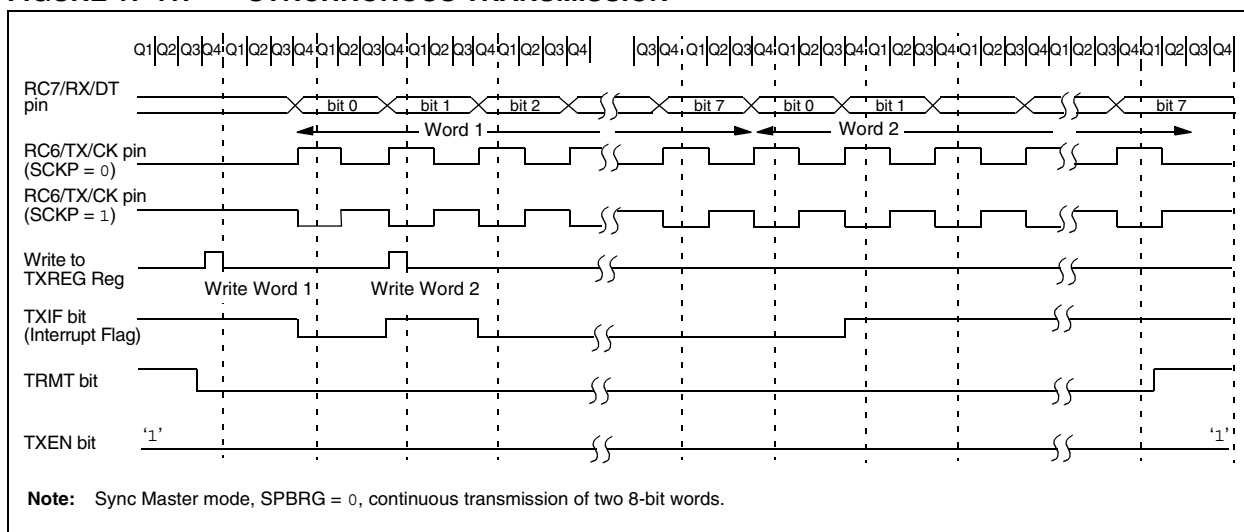 FIGURE SYNCHRONOUS TRANSMISSION
Q1 Q2 Q3 Q4 Q1 Q2 Q3 Q4 Q1 Q2 Q3 Q4 Q1 Q2 Q3 Q4 Q1 Q2 Q3 Q4 Q3 Q4 Q1 Q2 Q3 Q4 Q1 Q2 Q3 Q4 Q1 Q2 Q3 Q4 Q1 Q2 Q3 Q4 Q1 Q2 Q3 Q4 Q1 Q2 Q3 Q4
RC7/RX/DT
pin
bit 0 bit 1 bit 2 bit 7 bit 0 bit 1 bit 7
Word 1 Word 2
RC6/TX/CK pin
(SCKP = 0)
RC6/TX/CK pin
(SCKP = 1)
Write to
TXREG Reg
Write Word 1 Write Word 2
TXIF bit
(Interrupt Flag)
TRMT bit
TXEN bit
‘1’ ‘1’
Note: Sync Master mode, SPBRG = 0, continuous transmission of two 8-bit words.